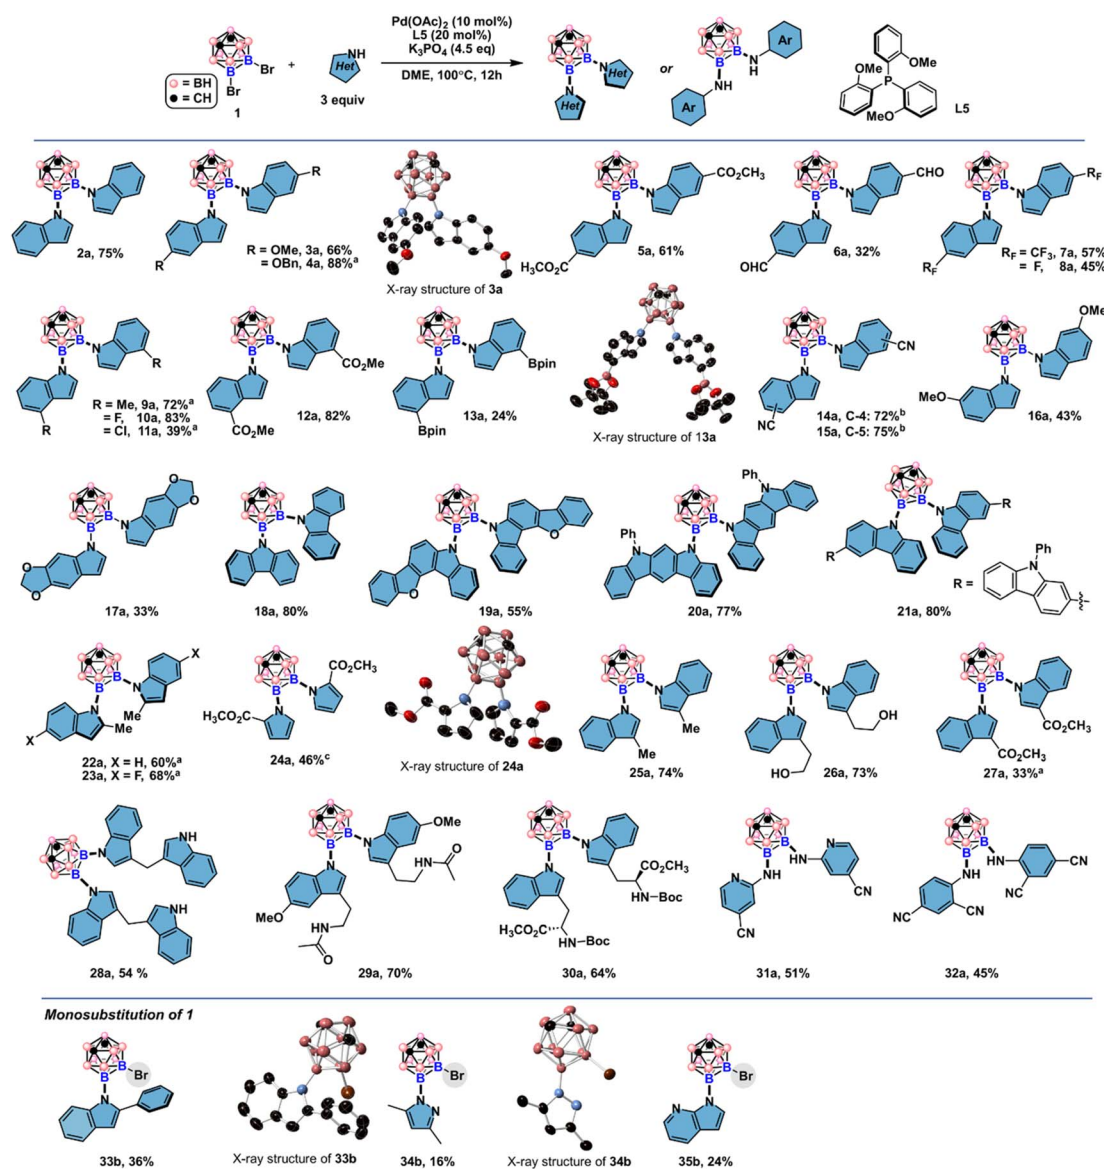 Pd(OAc)2 (10 mol%)
L5 (20 mol%)
K3PO4 (4.5 eq)
DME, 100°C, 12h
B
B
Br
Br
= BH
= CH
1
+
NH
Het
3 equiv
B
B
N
Het
N
Het
or
B
B
N
H
Ar
NH
Ar
OMe
P
OMe
MeO
L5
B
B
N
N
2a, 75%
B
B
N
N
R
R
R = OMe, 3a, 66%
= OBn, 4a, 88%a
X-ray structure of 3a
B
B
N
N
CO2CH3
CH3O2C
5a, 61%
B
B
N
N
CHO
CHO
6a, 32%
B
B
N
N
RF
RF
RF = CF3, 7a, 57%
= F, 8a, 45%
B
B
N
N
R
R
R = Me, 9a, 72%a
= F, 10a, 83%
= Cl, 11a, 39%a
B
B
N
N
CO2Me
CO2Me
12a, 82%
B
B
N
N
Bpin
Bpin
13a, 24%
X-ray structure of 13a
B
B
N
N
CN
NC
14a, C-4: 72%b
15a, C-5: 75%b
B
B
N
N
OMe
MeO
16a, 43%
B
B
N
N
O
O
O
O
17a, 33%
B
B
N
N
18a, 80%
B
B
N
N
O
O
19a, 55%
Ph
N
B
B
N
N
Ph
N
20a, 77%
B
B
N
N
R
R
R =
Ph
N
21a, 80%
B
B
N
N
X
Me
Me
X
22a, X = H, 60%a
23a, X = F, 68%a
B
B
N
N
CO2CH3
CH3O2C
24a, 46%c
X-ray structure of 24a
B
B
N
N
Me
Me
25a, 74%
B
B
N
N
OH
HO
26a, 73%
B
B
N
N
CO2CH3
CO2CH3
27a, 33%a
B
B
N
N
NH
NH
28a, 54 %
B
B
N
N
OMe
HN
O
MeO
HN
O
29a, 70%
B
B
N
N
CO2CH3
N
H
Boc
CH3O2C
N
H
Boc
30a, 64%
B
B
HN
N
NH
N
CN
CN
31a, 51%
B
B
HN
CN
NH
NC
CN
CN
32a, 45%
Monosubstitution of 1
B
B
Br
N
33b, 36%
X-ray structure of 33b
B
B
Br
N
N
34b, 16%
X-ray structure of 34b
B
B
Br
N
N
35b, 24%